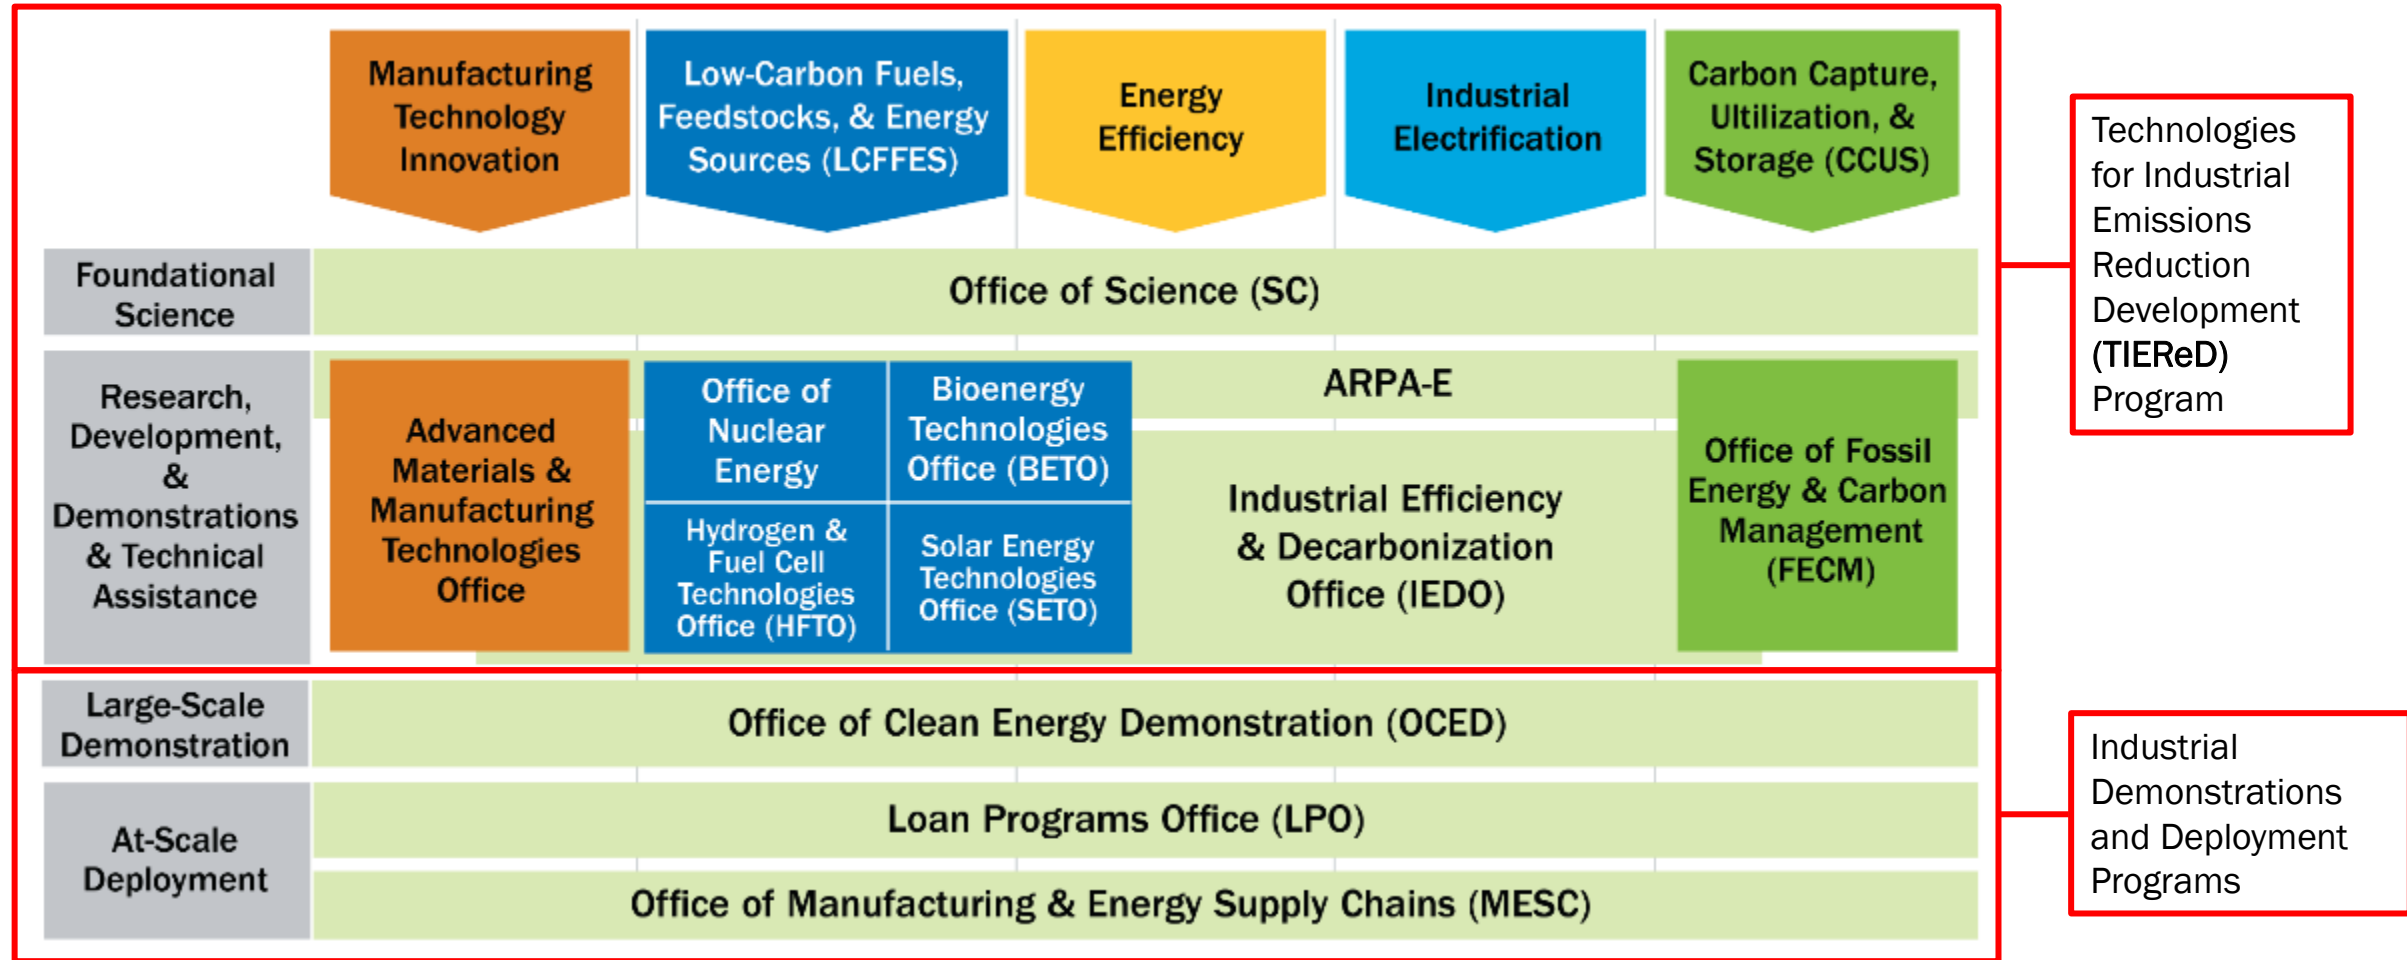 Manufacturing
Technology
Innovation
Low-Carbon Fuels,
Feedstocks, & Energy
Sources (LCFFES)
Energy
Efficiency
Industrial
Electrification
Carbon Capture,
Ultilization, &
Storage (CCUS)
Technologies
for Industrial
Emissions
Reduction
Development
(TIEReD)
Program
Foundational
Science
Office of Science (SC)
Research,
Development,
&
Demonstrations
& Technical
Assistance
ARPA-E
Advanced
Materials &
Manufacturing
Technologies
Office
Office of
Nuclear
Energy
Bioenergy
Technologies
Office (BETO)
Hydrogen &
Fuel Cell
Technologies
Office (HFTO)
Solar Energy
Technologies
Office (SETO)
Industrial Efficiency
& Decarbonization
Office (IEDO)
Office of Fossil
Energy & Carbon
Management
(FECM)
Large-Scale
Demonstration
Office of Clean Energy Demonstration (OCED)
At-Scale
Deployment
Loan Programs Office (LPO)
Office of Manufacturing & Energy Supply Chains (MESC)
Industrial
Demonstrations
and Deployment
Programs